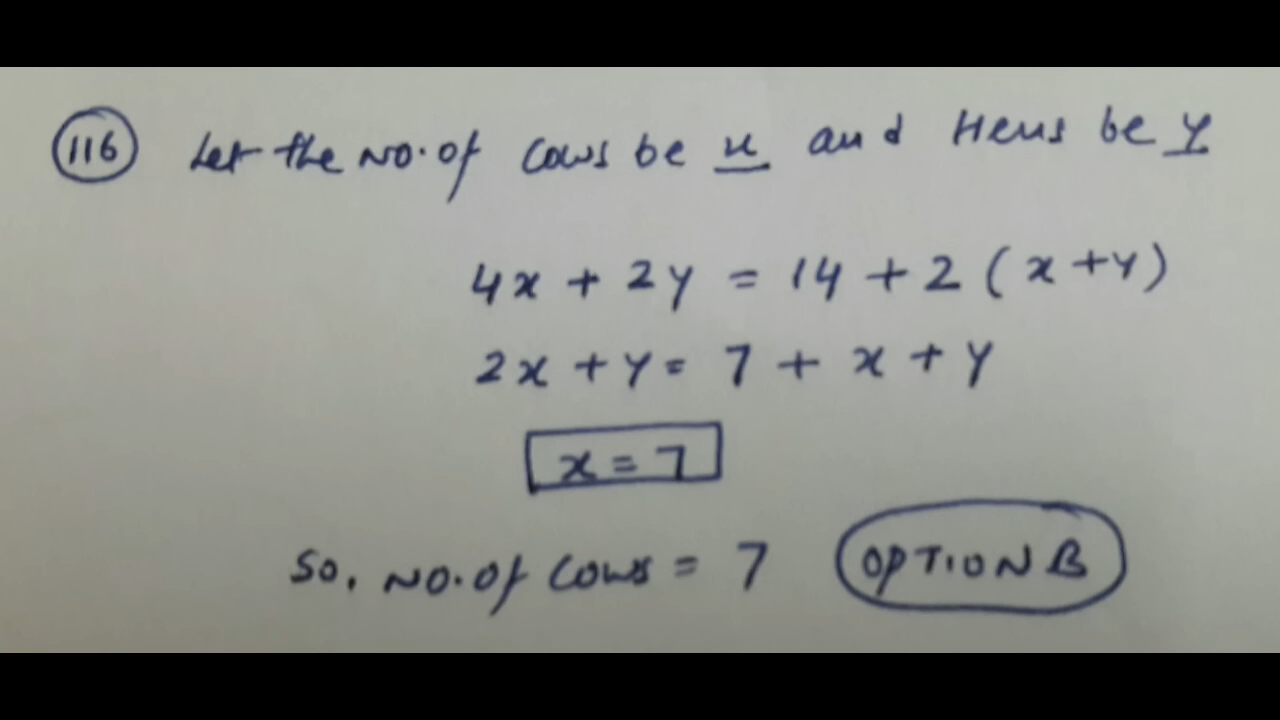 116 Let the No. of Cows be x and Hens be y
4x + 2y = 14 + 2 (x + y)
2x + y = 7 + x + y
x = 7
So, No. of Cows = 7 OPTION B